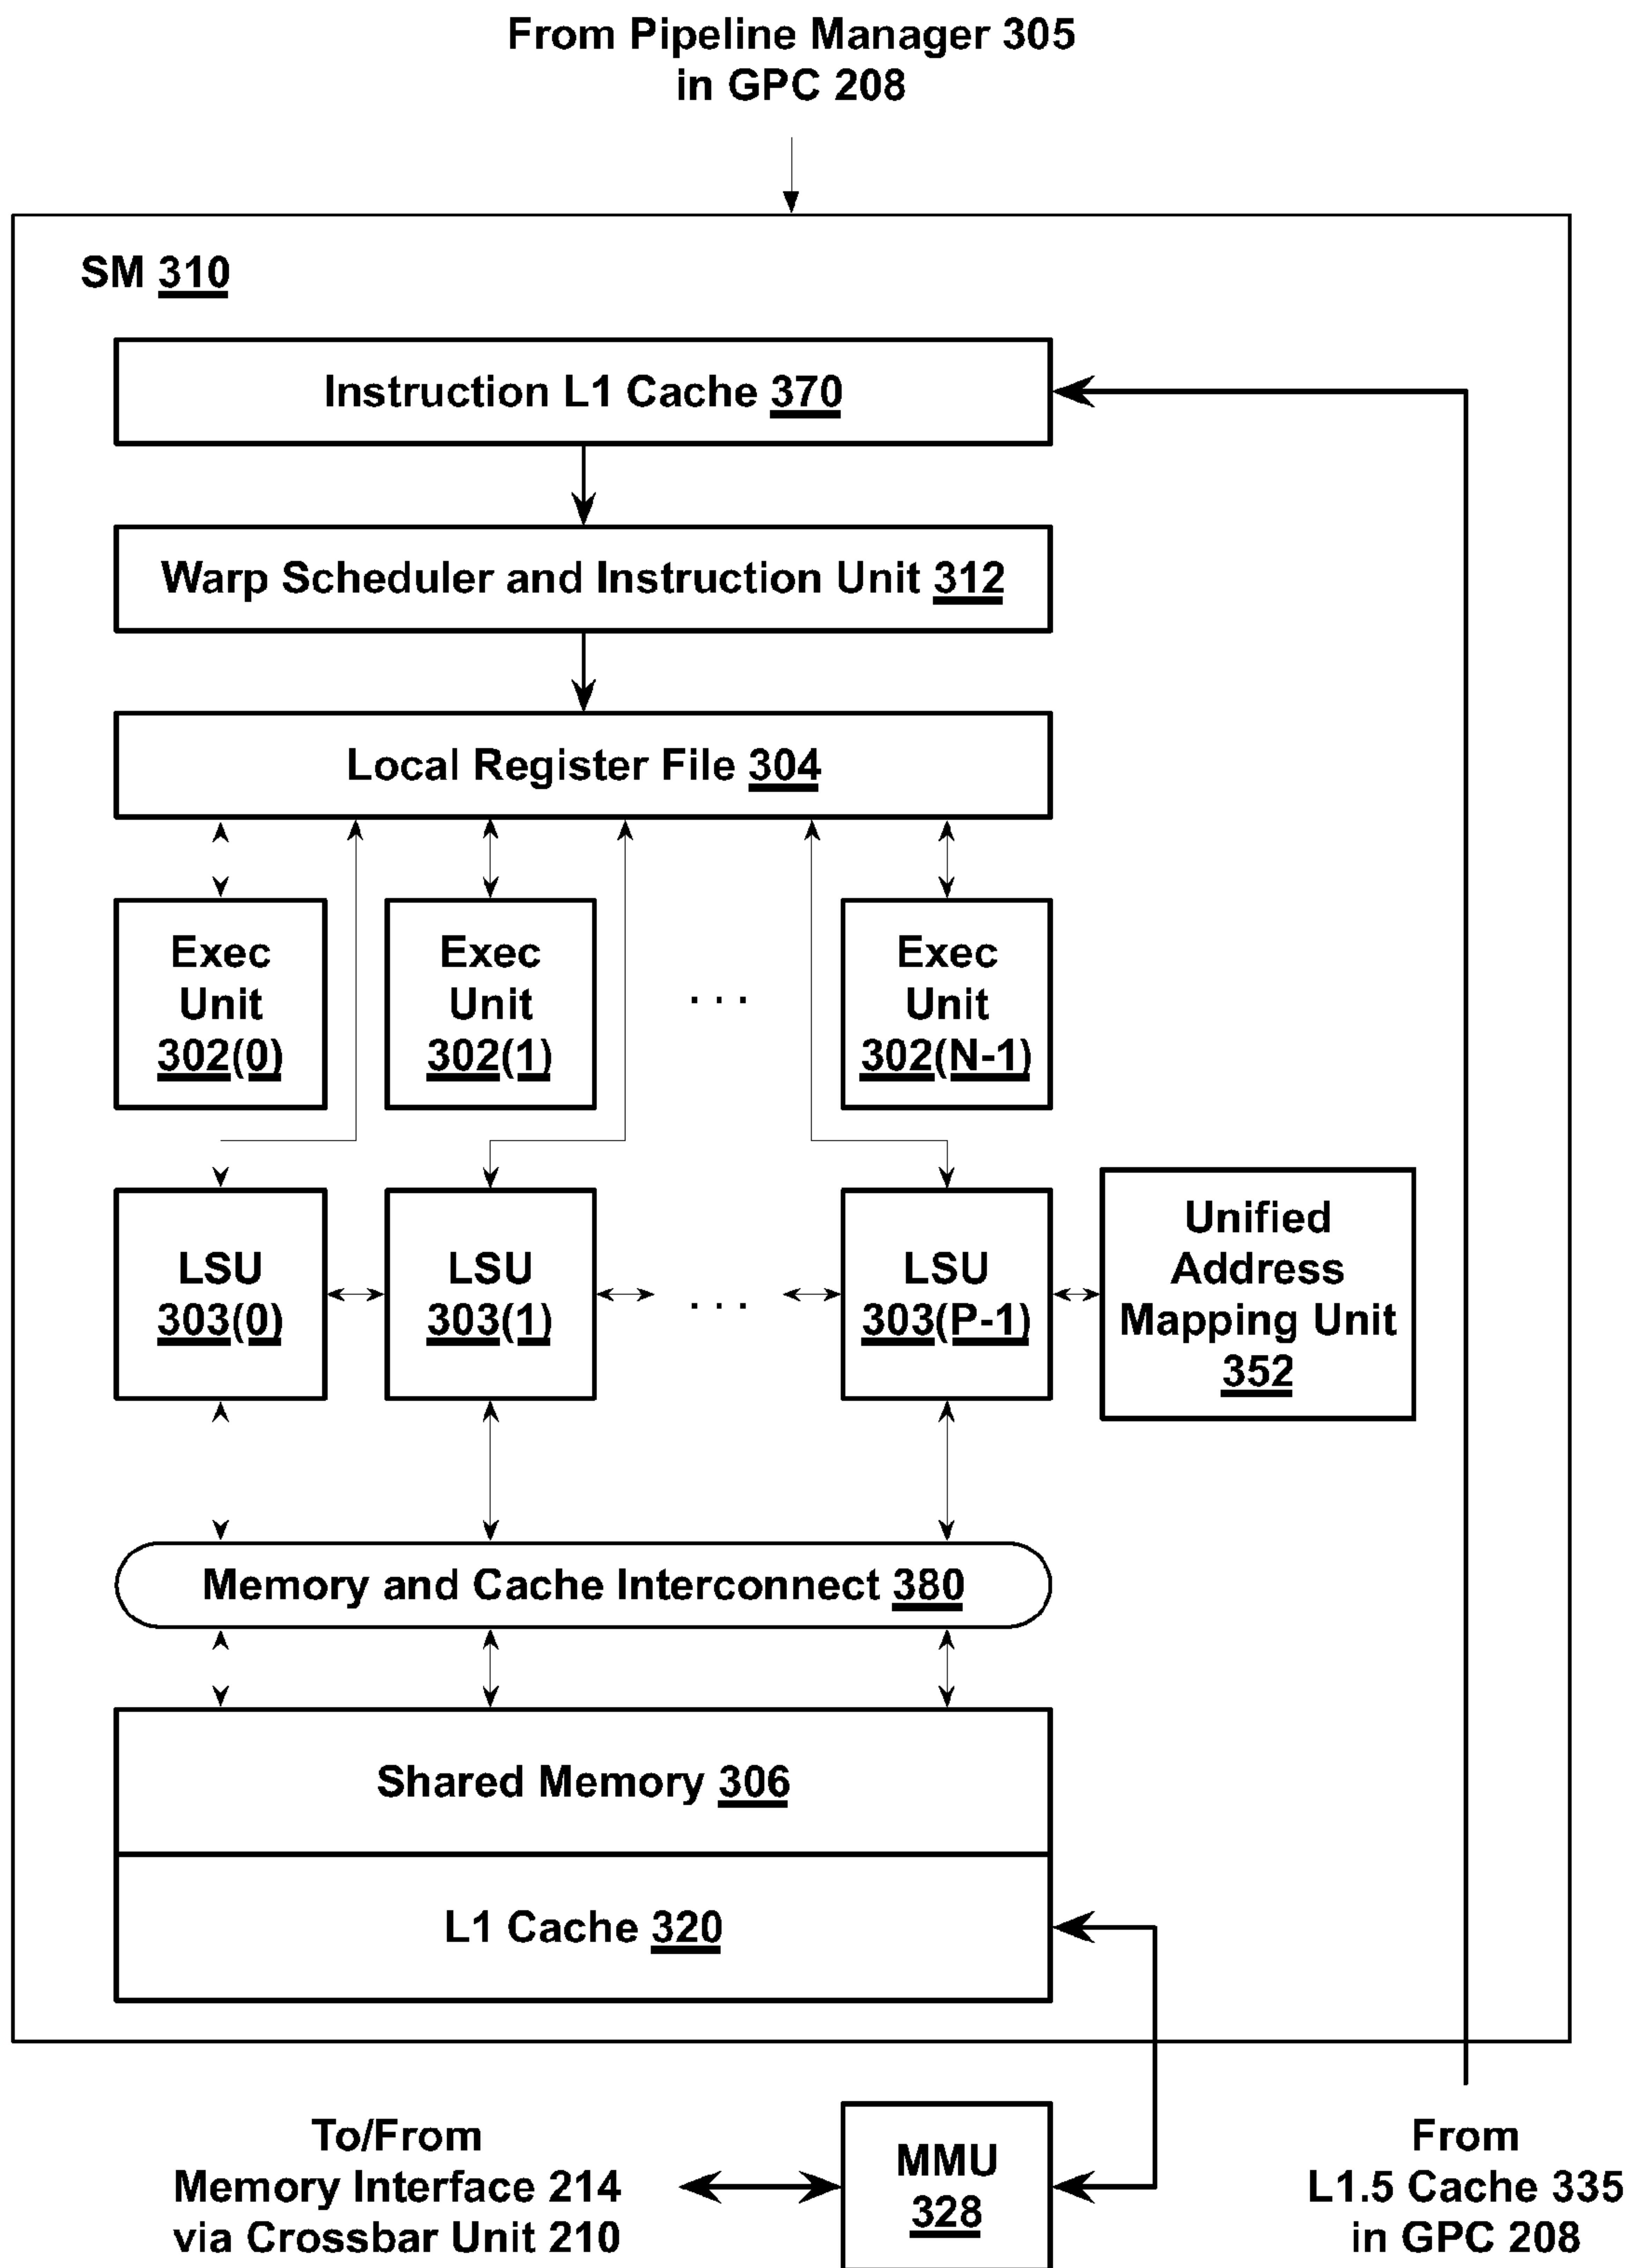 From Pipeline Manager 305
in GPC 208
SM 310
Instruction L1 Cache 370
Warp Scheduler and Instruction Unit 312
Local Register File 304
Exec
Unit
302(0)
Exec
Unit
302(1)
. . .
Exec
Unit
302(N-1)
LSU
303(0)
LSU
303(1)
. . .
LSU
303(P-1)
Unified
Address
Mapping Unit
352
Memory and Cache Interconnect 380
Shared Memory 306
L1 Cache 320
To/From
Memory Interface 214
via Crossbar Unit 210
MMU
328
From
L1.5 Cache 335
in GPC 208